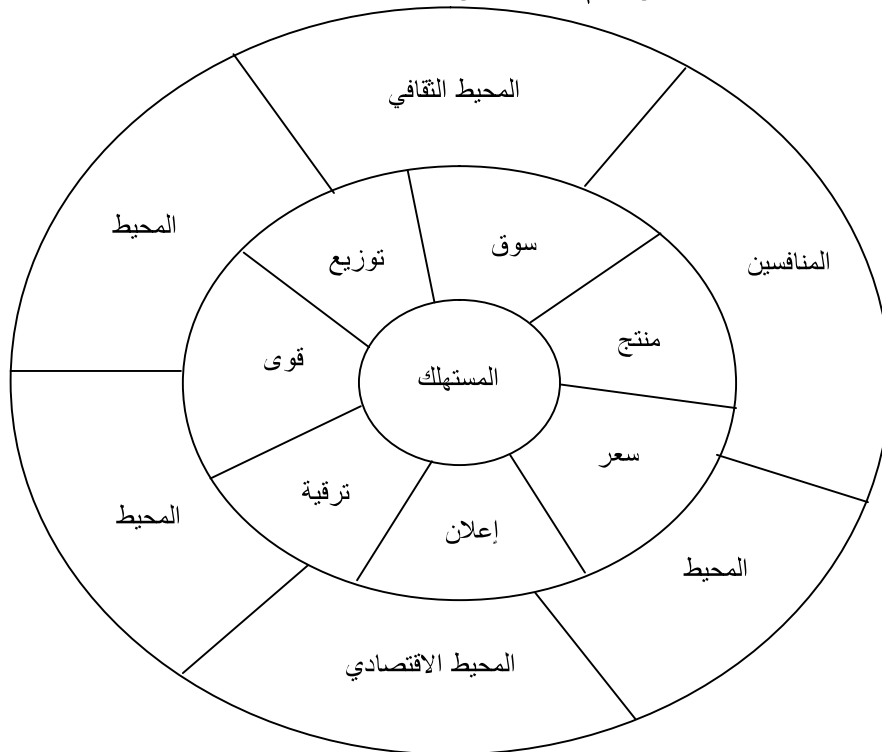 المحيط الثقافي
المحيط
المنافسين
سوق
توزيع
منتج
قوى
المستهلك
سعر
ترقية
إعلان
المحيط
المحيط
المحيط الاقتصادي